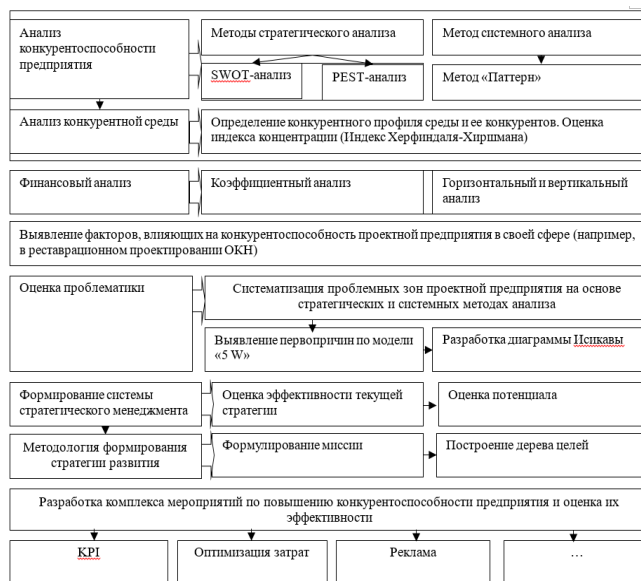 Анализ
конкурентоспособности
предприятия
Методы стратегического анализа
Метод системного анализа
SWOT-анализ
PEST-анализ
Метод «Паттерн»
Анализ конкурентной среды
Определение конкурентного профиля среды и ее конкурентов. Оценка
индекса концентрации (Индекс Херфиндаля-Хиршмана)
Финансовый анализ
Коэффициентный анализ
Горизонтальный и вертикальный
анализ
Выявление факторов, влияющих на конкурентоспособность проектной предприятия в своей сфере (например,
в реставрационном проектировании ОКН)
Оценка проблематики
Систематизация проблемных зон проектной предприятия на основе
стратегических и системных методах анализа
Выявление первопричин по модели
«5 W»
Разработка диаграммы Исикавы
Формирование системы
стратегического менеджмента
Оценка эффективности текущей
стратегии
Оценка потенциала
Методология формирования
стратегии развития
Формулирование миссии
Построение дерева целей
Разработка комплекса мероприятий по повышению конкурентоспособности предприятия и оценка их
эффективности
KPI
Оптимизация затрат
Реклама
…